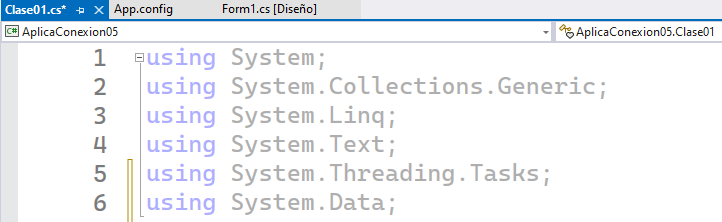 Clase01.cs* App.config Form1.cs [Diseño]
C# AplicaConexion05 AplicaConexion05.Clase01
1 using System;
2 using System.Collections.Generic;
3 using System.Linq;
4 using System.Text;
5 using System.Threading.Tasks;
6 using System.Data;